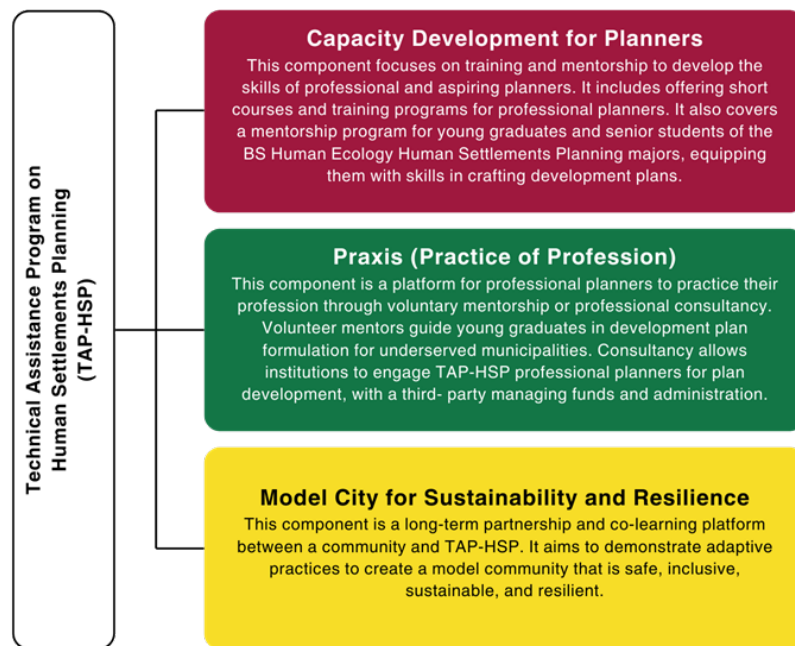 Technical Assistance Program on
Human Settlements Planning
(TAP-HSP)
Capacity Development for Planners
This component focuses on training and mentorship to develop the
skills of professional and aspiring planners. It includes offering short
courses and training programs for professional planners. It also covers
a mentorship program for young graduates and senior students of the
BS Human Ecology Human Settlements Planning majors, equipping
them with skills in crafting development plans.
Praxis (Practice of Profession)
This component is a platform for professional planners to practice their
profession through voluntary mentorship or professional consultancy.
Volunteer mentors guide young graduates in development plan
formulation for underserved municipalities. Consultancy allows
institutions to engage TAP-HSP professional planners for plan
development, with a third- party managing funds and administration.
Model City for Sustainability and Resilience
This component is a long-term partnership and co-learning platform
between a community and TAP-HSP. It aims to demonstrate adaptive
practices to create a model community that is safe, inclusive,
sustainable, and resilient.